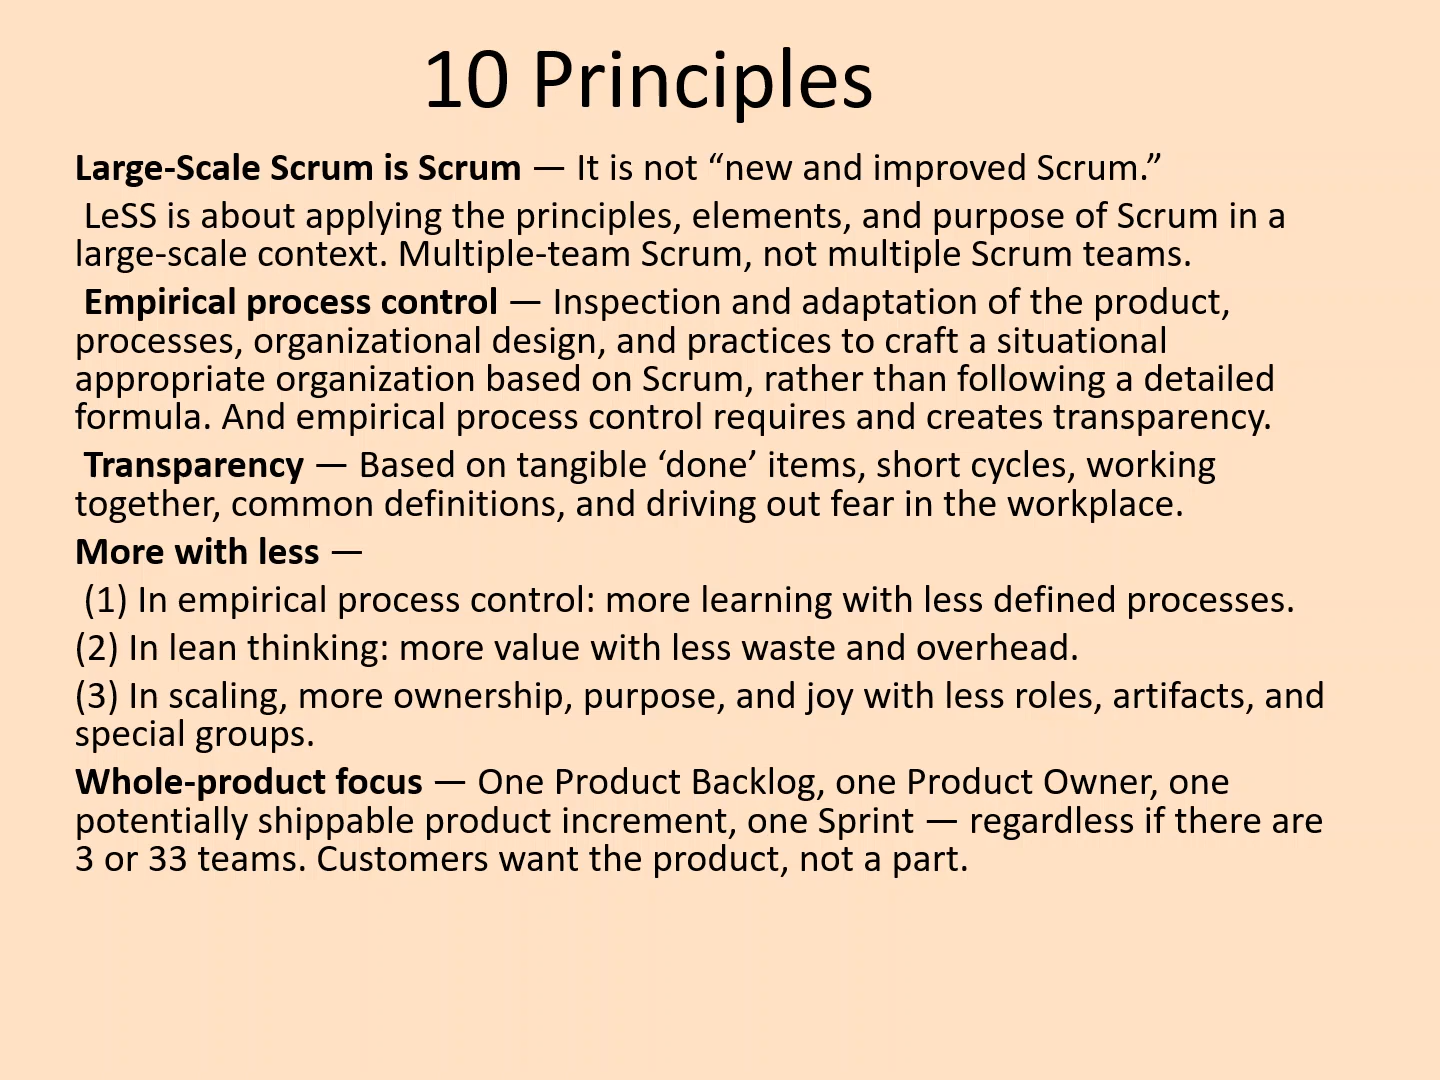 10 Principles
Large-Scale Scrum is Scrum — It is not “new and improved Scrum.”
LeSS is about applying the principles, elements, and purpose of Scrum in a
large-scale context. Multiple-team Scrum, not multiple Scrum teams.
Empirical process control — Inspection and adaptation of the product,
processes, organizational design, and practices to craft a situational
appropriate organization based on Scrum, rather than following a detailed
formula. And empirical process control requires and creates transparency.
Transparency — Based on tangible ‘done’ items, short cycles, working
together, common definitions, and driving out fear in the workplace.
More with less —
(1) In empirical process control: more learning with less defined processes.
(2) In lean thinking: more value with less waste and overhead.
(3) In scaling, more ownership, purpose, and joy with less roles, artifacts, and
special groups.
Whole-product focus — One Product Backlog, one Product Owner, one
potentially shippable product increment, one Sprint — regardless if there are
3 or 33 teams. Customers want the product, not a part.